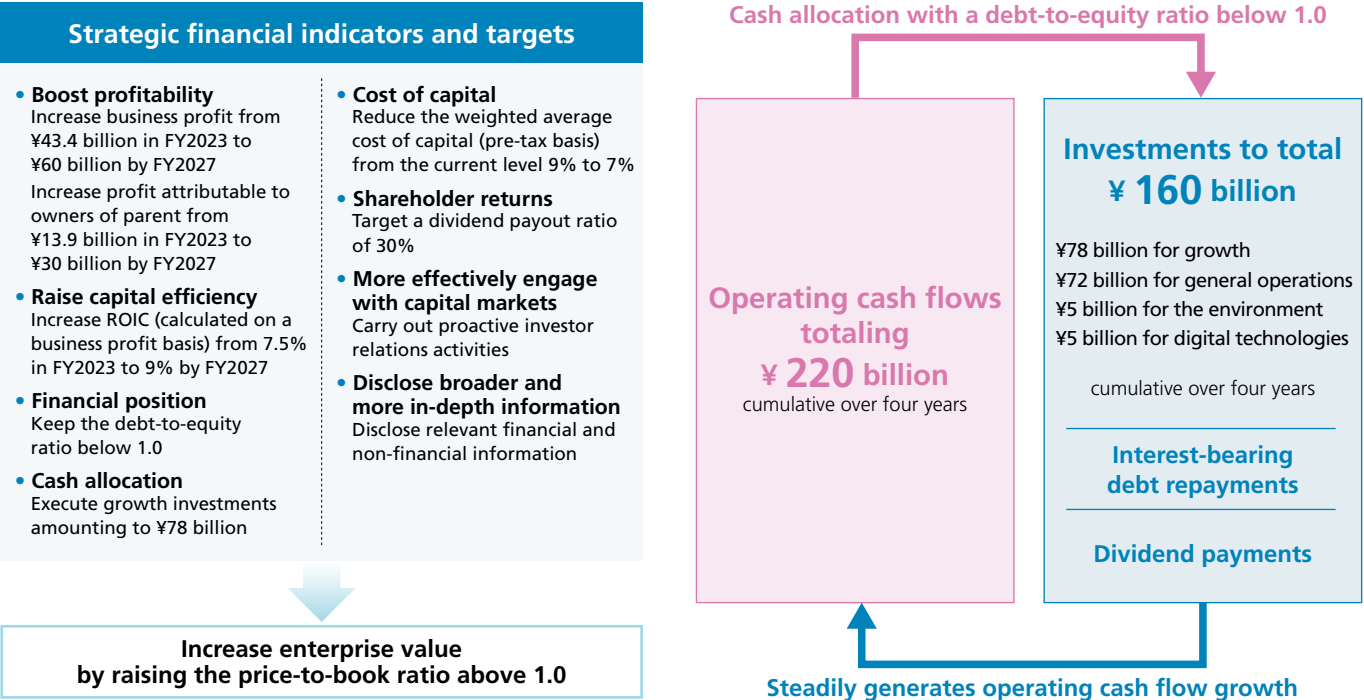 Strategic financial indicators and targets
• Boost profitability
Increase business profit from
¥43.4 billion in FY2023 to
¥60 billion by FY2027
Increase profit attributable to
owners of parent from
¥13.9 billion in FY2023 to
¥30 billion by FY2027
• Raise capital efficiency
Increase ROIC (calculated on a
business profit basis) from 7.5%
in FY2023 to 9% by FY2027
• Financial position
Keep the debt-to-equity
ratio below 1.0
• Cash allocation
Execute growth investments
amounting to ¥78 billion
• Cost of capital
Reduce the weighted average
cost of capital (pre-tax basis)
from the current level 9% to 7%
• Shareholder returns
Target a dividend payout ratio
of 30%
• More effectively engage
with capital markets
Carry out proactive investor
relations activities
• Disclose broader and
more in-depth information
Disclose relevant financial and
non-financial information
Increase enterprise value
by raising the price-to-book ratio above 1.0
Cash allocation with a debt-to-equity ratio below 1.0
Operating cash flows
totaling
¥ 220 billion
cumulative over four years
Investments to total
¥ 160 billion
¥78 billion for growth
¥72 billion for general operations
¥5 billion for the environment
¥5 billion for digital technologies
cumulative over four years
Interest-bearing
debt repayments
Dividend payments
Steadily generates operating cash flow growth